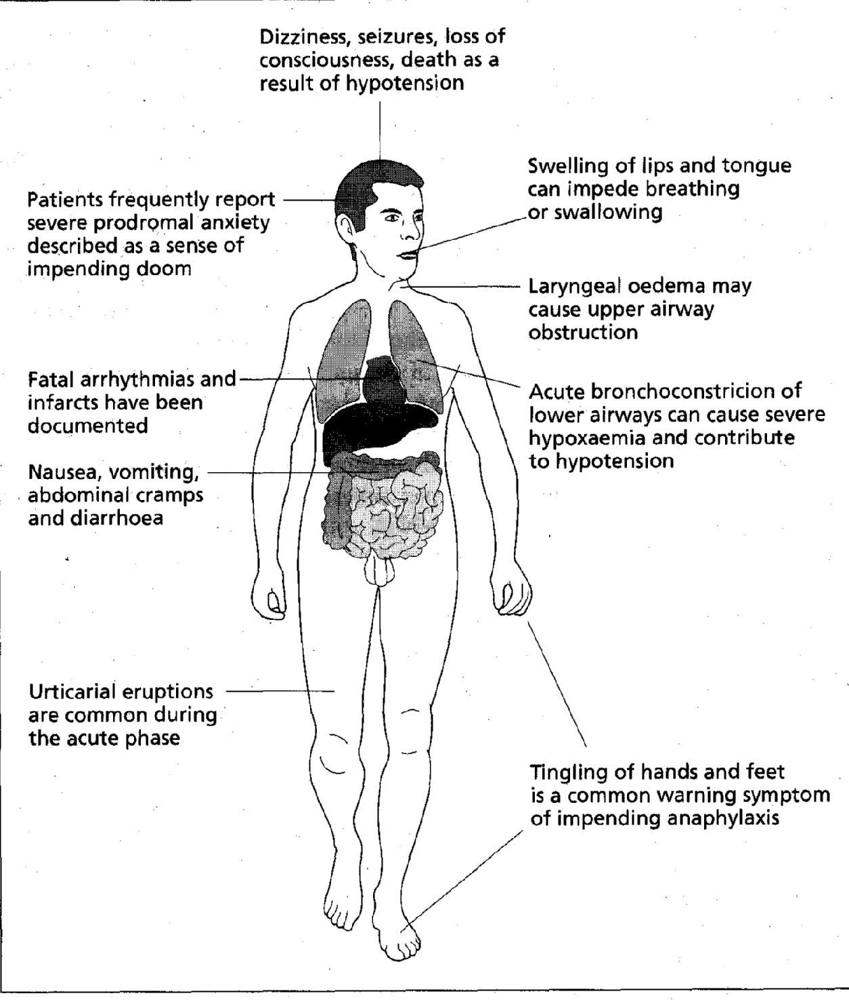 Dizziness, seizures, loss of
consciousness, death as a
result of hypotension
Patients frequently report
severe prodromal anxiety
described as a sense of
impending doom
Swelling of lips and tongue
can impede breathing
or swallowing
Laryngeal oedema may
cause upper airway
obstruction
Fatal arrhythmias and
infarcts have been
documented
Acute bronchoconstricion of
lower airways can cause severe
hypoxaemia and contribute
to hypotension
Nausea, vomiting,
abdominal cramps
and diarrhoea
Urticarial eruptions
are common during
the acute phase
Tingling of hands and feet
is a common warning symptom
of impending anaphylaxis